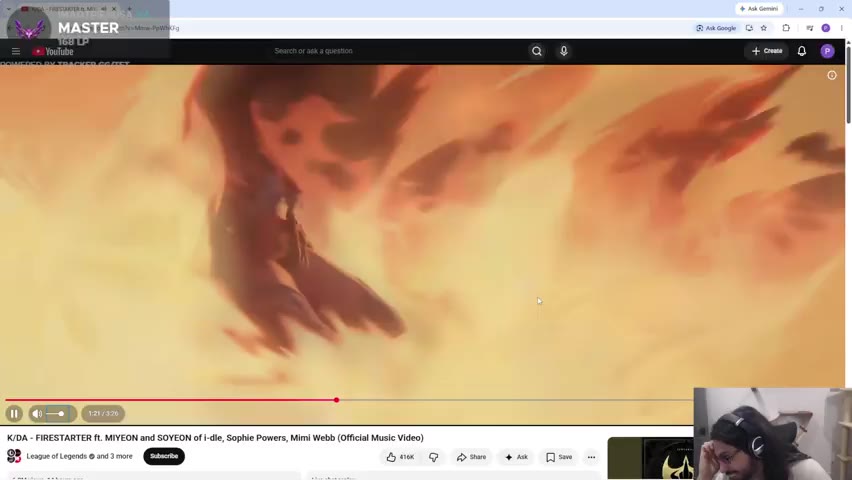 K/DA - FIRESTARTER ft. MI
Ask Gemini
MASTER
168 LP
Ask Google
YouTube
Search or ask a question
Create
P
POWERED BY TRACKER.GG/TFT
1:21 / 3:26
K/DA - FIRESTARTER ft. MIYEON and SOYEON of i-dle, Sophie Powers, Mimi Webb (Official Music Video)
League of Legends and 3 more
Subscribe
416K
Share
Ask
Save